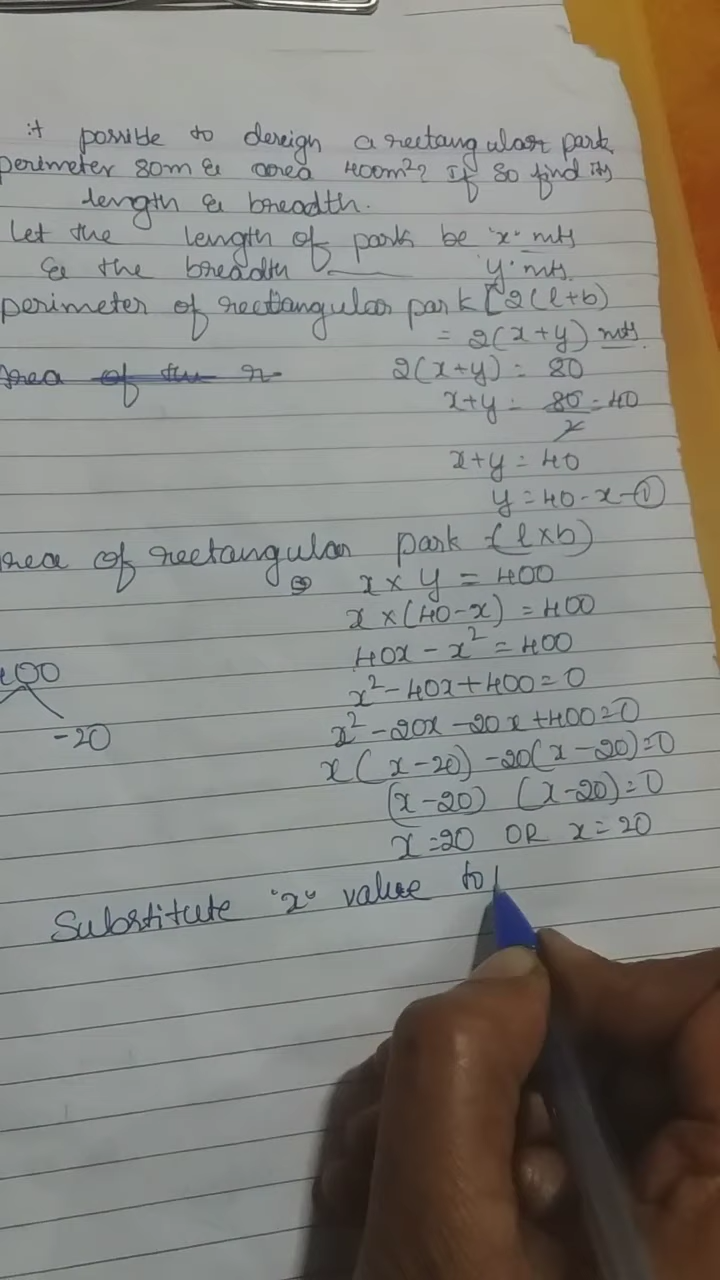 it possible to design a rectangular park
perimeter 80m & area 400m²? If so find its
length & breadth.
Let the length of park be "x" mts
& the breadth ——— y mts.
perimeter of rectangular park [2(l+b)
= 2(x+y) mts.
Area of the r
2(x+y) = 80
x+y = 80/2 = 40
x+y = 40
y = 40-x-①
Area of rectangular park (l×b)
x × y = 400
x ×(40-x) = 400
40x - x² = 400
400
x² - 40x + 400 = 0
-20
x² - 20x - 20x + 400 = 0
x(x-20) -20(x-20)=0
(x-20) (x-20)=0
x=20 OR x=20
Substitute "x" value to